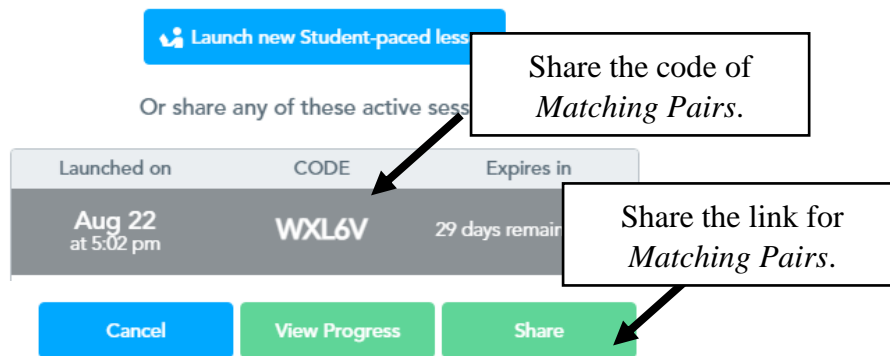 Launch new Student-paced less
Share the code of
Matching Pairs.
Or share any of these active sess
Launched on CODE Expires in
Aug 22 WXL6V 29 days remain
at 5:02 pm
Share the link for
Matching Pairs.
Cancel View Progress Share